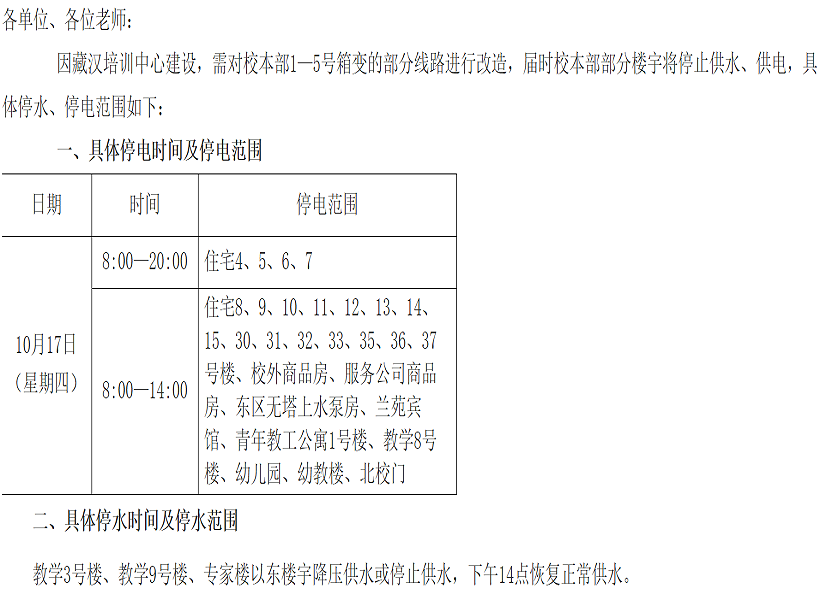 各单位、各位老师：
因藏汉培训中心建设，需对校本部1—5号箱变的部分线路进行改造，届时校本部部分楼宇将停止供水、供电，具
体停水、停电范围如下：
一、具体停电时间及停电范围
日期 时间 停电范围
8:00—20:00 住宅4、5、6、7
10月17日
（星期四）
8:00—14:00
住宅8、9、10、11、12、13、14、
15、30、31、32、33、35、36、37
号楼、校外商品房、服务公司商品
房、东区无塔上水泵房、兰苑宾
馆、青年教工公寓1号楼、教学8号
楼、幼儿园、幼教楼、北校门
二、具体停水时间及停水范围
教学3号楼、教学9号楼、专家楼以东楼宇降压供水或停止供水，下午14点恢复正常供水。